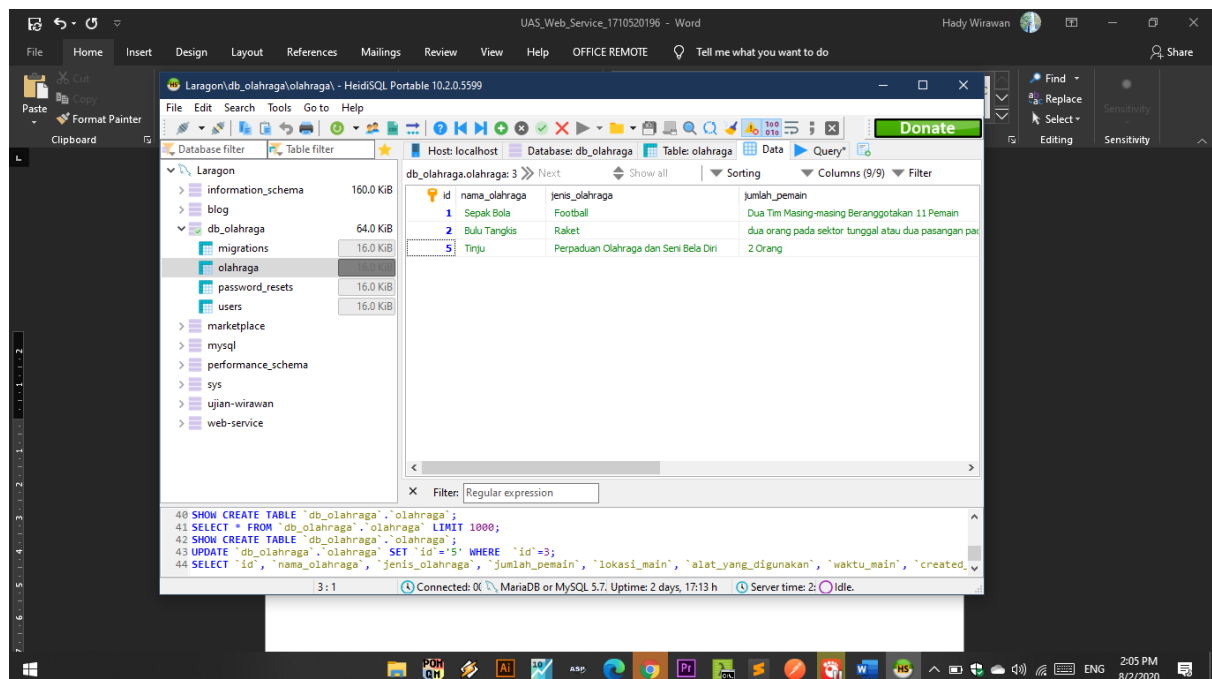 UAS_Web_Service_1710520196 - Word
Hady Wirawan
File Home Insert Design Layout References Mailings Review View Help OFFICE REMOTE Tell me what you want to do Share
Paste
Cut
Copy
Format Painter
Clipboard
Find
Replace
Select
Editing
Sensitivity
Sensitivity
Laragon\db_olahraga\olahraga\ - HeidiSQL Portable 10.2.0.5599
File Edit Search Tools Go to Help
Donate
Database filter Table filter
Host: localhost Database: db_olahraga Table: olahraga Data Query*
Laragon
information_schema 160.0 KiB
blog
db_olahraga 64.0 KiB
migrations 16.0 KiB
olahraga 16.0 KiB
password_resets 16.0 KiB
users 16.0 KiB
marketplace
mysql
performance_schema
sys
ujian-wirawan
web-service
db_olahraga.olahraga: 3 Next Show all Sorting Columns (9/9) Filter
id nama_olahraga jenis_olahraga jumlah_pemain
1 Sepak Bola Football Dua Tim Masing-masing Beranggotakan 11 Pemain
2 Bulu Tangkis Raket dua orang pada sektor tunggal atau dua pasangan
5 Tinju Perpaduan Olahraga dan Seni Bela Diri 2 Orang
Filter: Regular expression
40 SHOW CREATE TABLE `db_olahraga`.`olahraga`;
41 SELECT * FROM `db_olahraga`.`olahraga` LIMIT 1000;
42 SHOW CREATE TABLE `db_olahraga`.`olahraga`;
43 UPDATE `db_olahraga`.`olahraga` SET `id`='5' WHERE `id`=3;
44 SELECT `id`, `nama_olahraga`, `jenis_olahraga`, `jumlah_pemain`, `lokasi_main`, `alat_yang_digunakan`, `waktu_main`, `created_
3 : 1 Connected: 0( MariaDB or MySQL 5.7. Uptime: 2 days, 17:13 h Server time: 2: Idle.
ENG
2:05 PM
8/2/2020